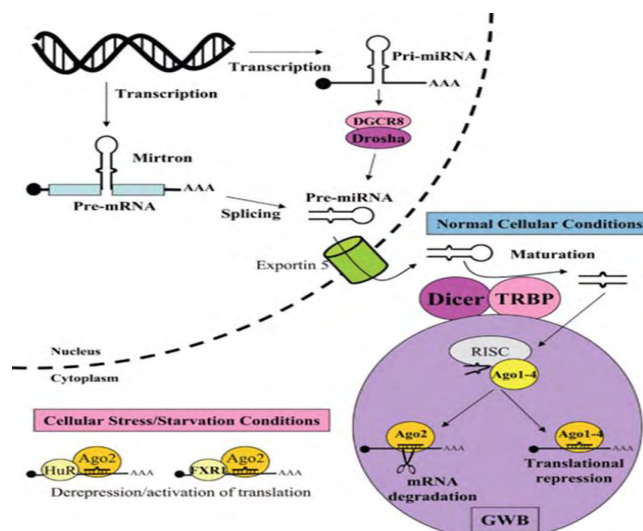 Transcription
Pri-miRNA
AAA
Transcription
DGCR8
Drosha
Mirtron
AAA
Pre-mRNA
Splicing
Pre-miRNA
Exportin 5
Normal Cellular Conditions
Maturation
Dicer
TRBP
Nucleus
Cytoplasm
RISC
Ago1-4
Cellular Stress/Starvation Conditions
HuR
Ago2
AAA
FXR1
Ago2
AAA
Derepression/activation of translation
Ago2
AAA
mRNA
degradation
Ago1-4
AAA
Translational
repression
GWB